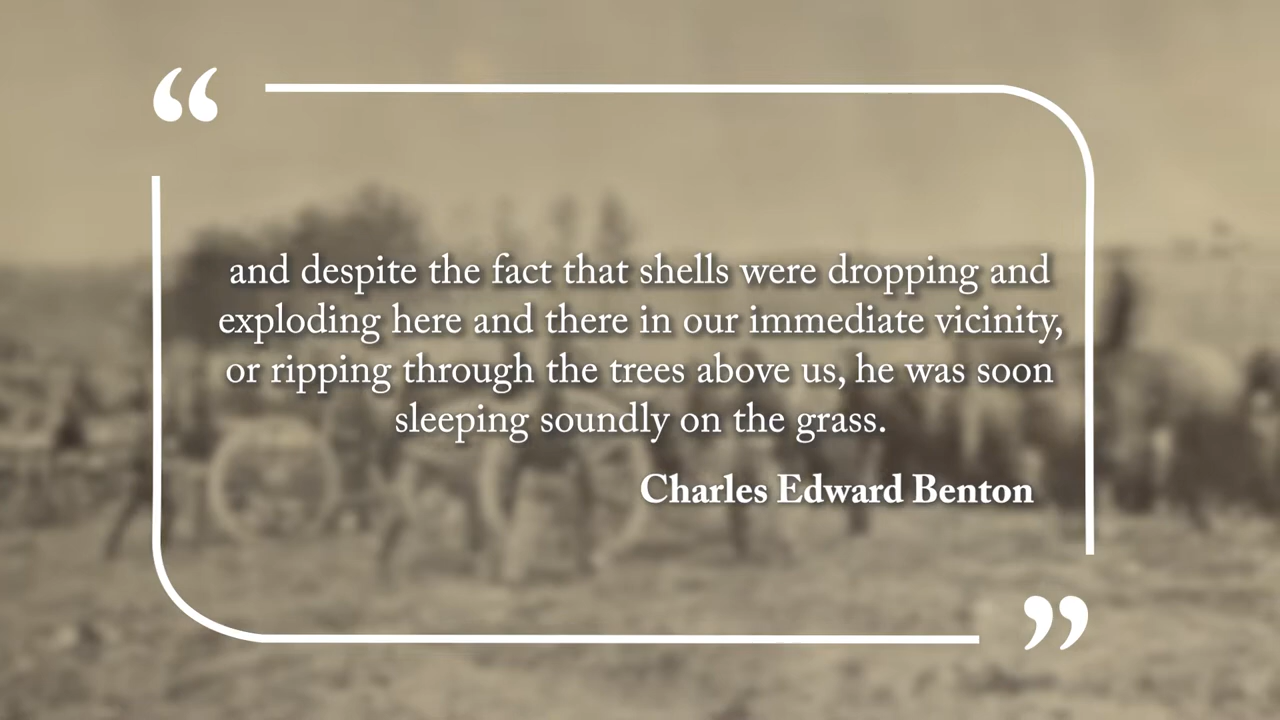 “
and despite the fact that shells were dropping and
exploding here and there in our immediate vicinity,
or ripping through the trees above us, he was soon
sleeping soundly on the grass.
Charles Edward Benton
”